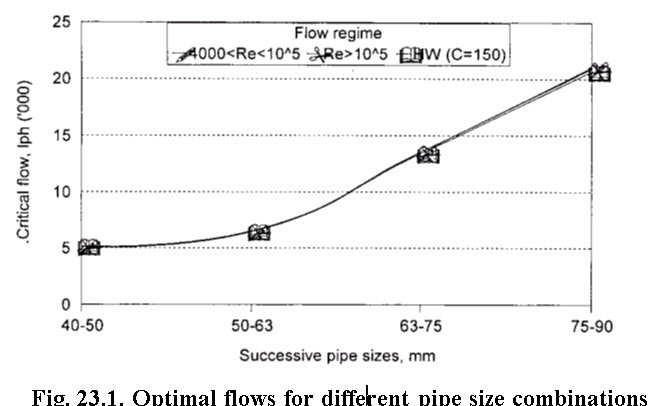 25
Flow regime
4000<Re<10^5 Re>10^5 HW (C=150)
20
15
10
5
0
.Critical flow, lph ('000)
40-50 50-63 63-75 75-90
Successive pipe sizes, mm
Fig. 23.1. Optimal flows for different pipe size combinations